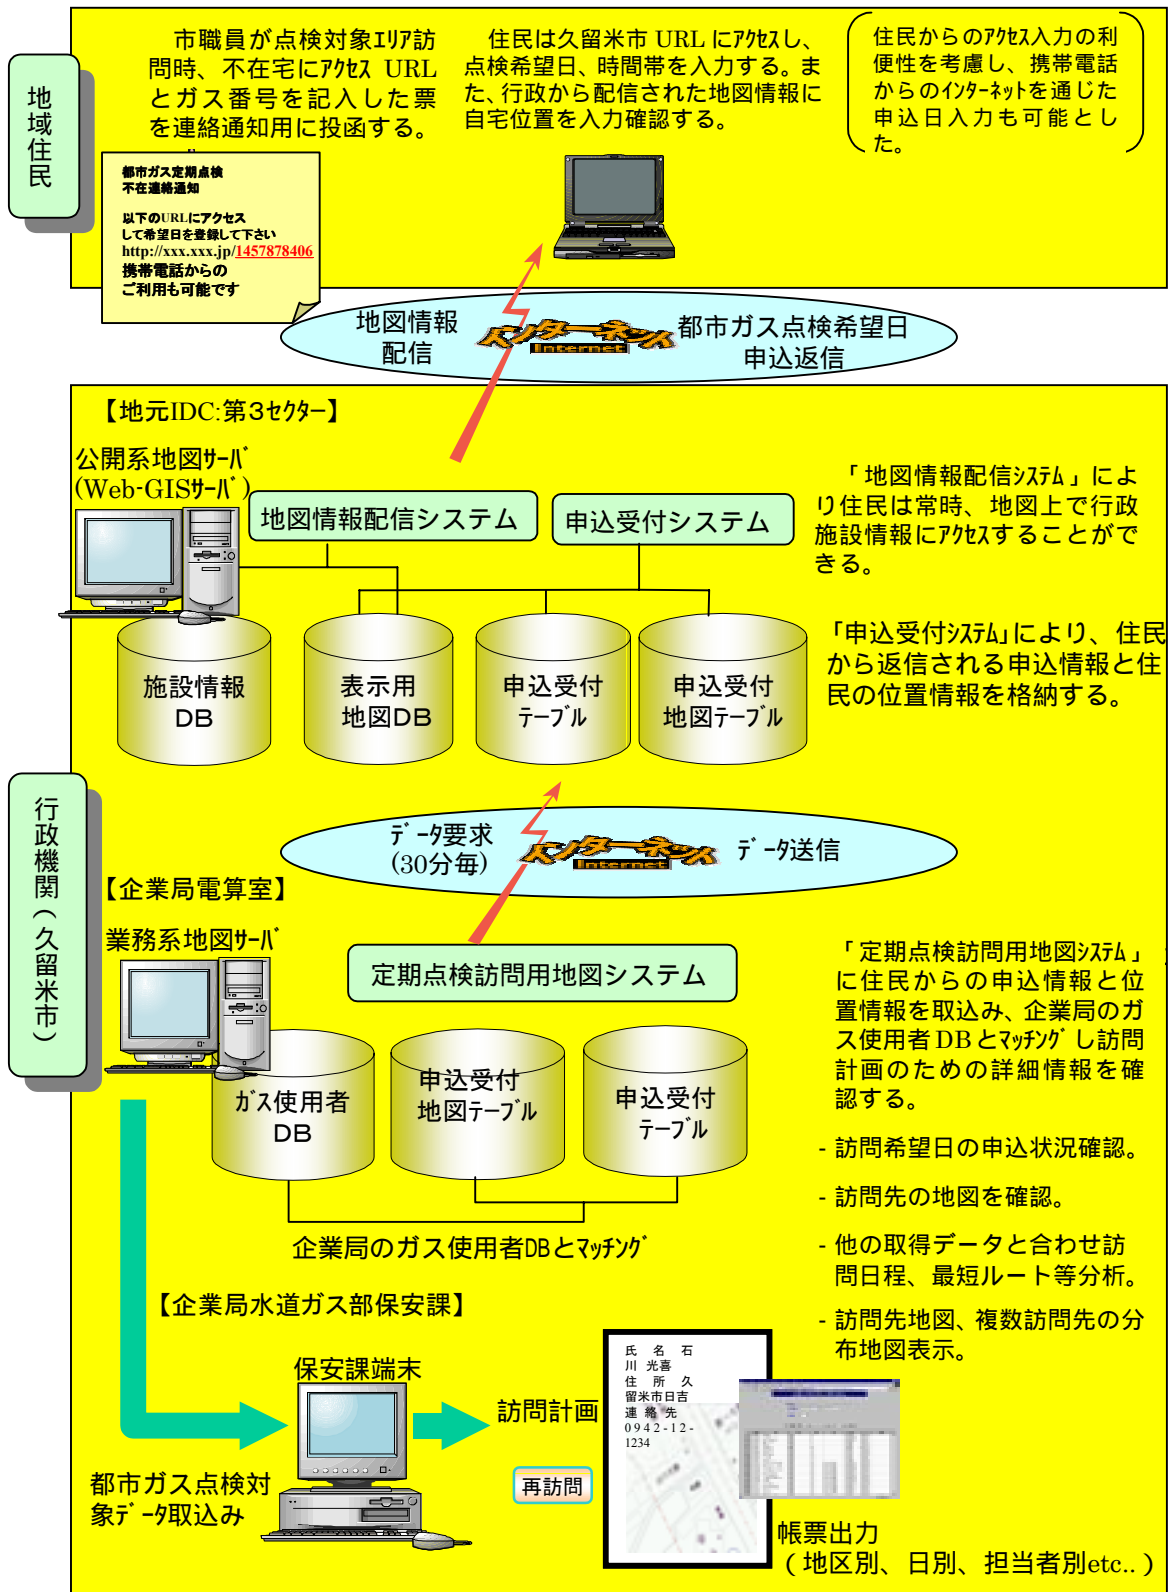 地域住民
市職員が点検対象ｴﾘｱ訪
問時、不在宅にｱｸｾｽ URL
とガス番号を記入した票
を連絡通知用に投函する。
住民は久留米市 URL にｱｸｾｽし、
点検希望日、時間帯を入力する。ま
た、行政から配信された地図情報に
自宅位置を入力確認する。
住民からのｱｸｾｽ入力の利
便性を考慮し、携帯電話
からのｲﾝﾀｰﾈｯﾄを通じた
申込日入力も可能とし
た。
都市ガス定期点検
不在連絡通知
以下のURLにアクセス
して希望日を登録して下さい
http://xxx.xxx.jp/1457878406
携帯電話からの
ご利用も可能です
地図情報
配信
インターネット
Internet
都市ガス点検希望日
申込返信
行政機関（久留米市）
【地元IDC:第３ｾｸﾀｰ】
公開系地図ｻｰﾊﾞ
(Web-GISｻｰﾊﾞ)
地図情報配信システム
申込受付システム
「地図情報配信ｼｽﾃﾑ」によ
り住民は常時、地図上で行政
施設情報にｱｸｾｽすることがで
きる。
施設情報
ＤＢ
表示用
地図ＤＢ
申込受付
ﾃｰﾌﾞﾙ
申込受付
地図ﾃｰﾌﾞﾙ
「申込受付ｼｽﾃﾑ」により、住民
から返信される申込情報と住
民の位置情報を格納する。
ﾃﾞｰﾀ要求
(30分毎)
インターネット
Internet
ﾃﾞｰﾀ送信
【企業局電算室】
業務系地図ｻｰﾊﾞ
定期点検訪問用地図システム
「定期点検訪問用地図ｼｽﾃﾑ」
に住民からの申込情報と位
置情報を取込み、企業局のガ
ス使用者 DB とﾏｯﾁﾝｸﾞし訪問
計画のための詳細情報を確
認する。
ｶﾞｽ使用者
ＤＢ
申込受付
地図ﾃｰﾌﾞﾙ
申込受付
ﾃｰﾌﾞﾙ
- 訪問希望日の申込状況確認。
- 訪問先の地図を確認。
- 他の取得データと合わせ訪
問日程、最短ルート等分析。
- 訪問先地図、複数訪問先の分
布地図表示。
企業局のガス使用者DBとﾏｯﾁﾝｸﾞ
【企業局水道ガス部保安課】
保安課端末
都市ガス点検対
象ﾃﾞｰﾀ取込み
訪問計画
再訪問
氏 名 石
川 光喜
住 所 久
留米市日吉
連 絡 先
0942-12-
1234
帳票出力
（地区別、日別、担当者別etc..）